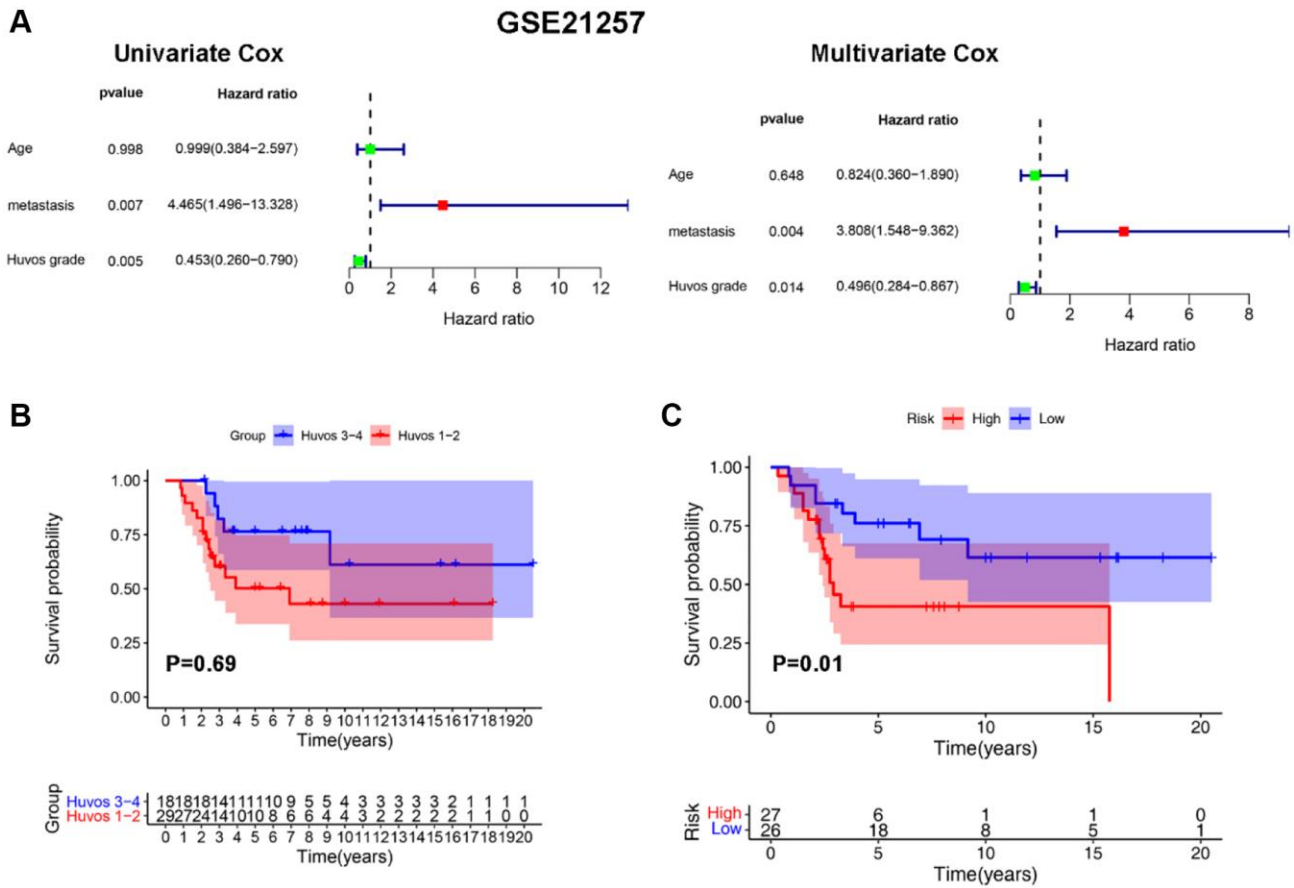 A
GSE21257
Univariate Cox
pvalue Hazard ratio
Age 0.998 0.999(0.384−2.597)
metastasis 0.007 4.465(1.496−13.328)
Huvos grade 0.005 0.453(0.260−0.790)
0 2 4 6 8 10 12
Hazard ratio
Multivariate Cox
pvalue Hazard ratio
Age 0.648 0.824(0.360−1.890)
metastasis 0.004 3.808(1.548−9.362)
Huvos grade 0.014 0.496(0.284−0.867)
0 2 4 6 8
Hazard ratio
B
Group Huvos 3−4 Huvos 1−2
Survival probability
1.00
0.75
0.50
0.25
0.00
P=0.69
0 1 2 3 4 5 6 7 8 9 10 11 12 13 14 15 16 17 18 19 20
Time(years)
Group
Huvos 3−4 18 18 18 14 11 11 10 9 5 5 4 3 3 3 3 3 2 1 1 1 1
Huvos 1−2 29 27 24 14 10 10 8 6 6 4 4 3 2 2 2 2 2 1 1 0 0
0 1 2 3 4 5 6 7 8 9 10 11 12 13 14 15 16 17 18 19 20
Time(years)
C
Risk High Low
Survival probability
1.00
0.75
0.50
0.25
0.00
P=0.01
0 5 10 15 20
Time(years)
Risk
High 27 6 1 1 0
Low 26 18 8 5 1
0 5 10 15 20
Time(years)